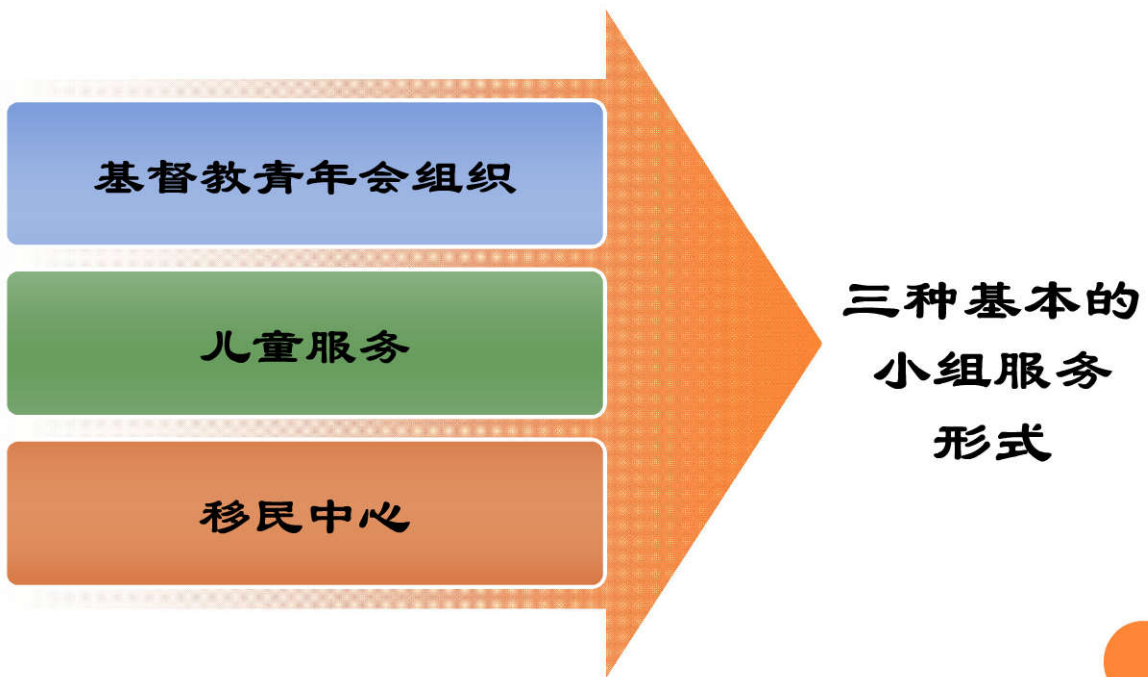 基督教青年会组织
儿童服务
移民中心
三种基本的
小组服务
形式